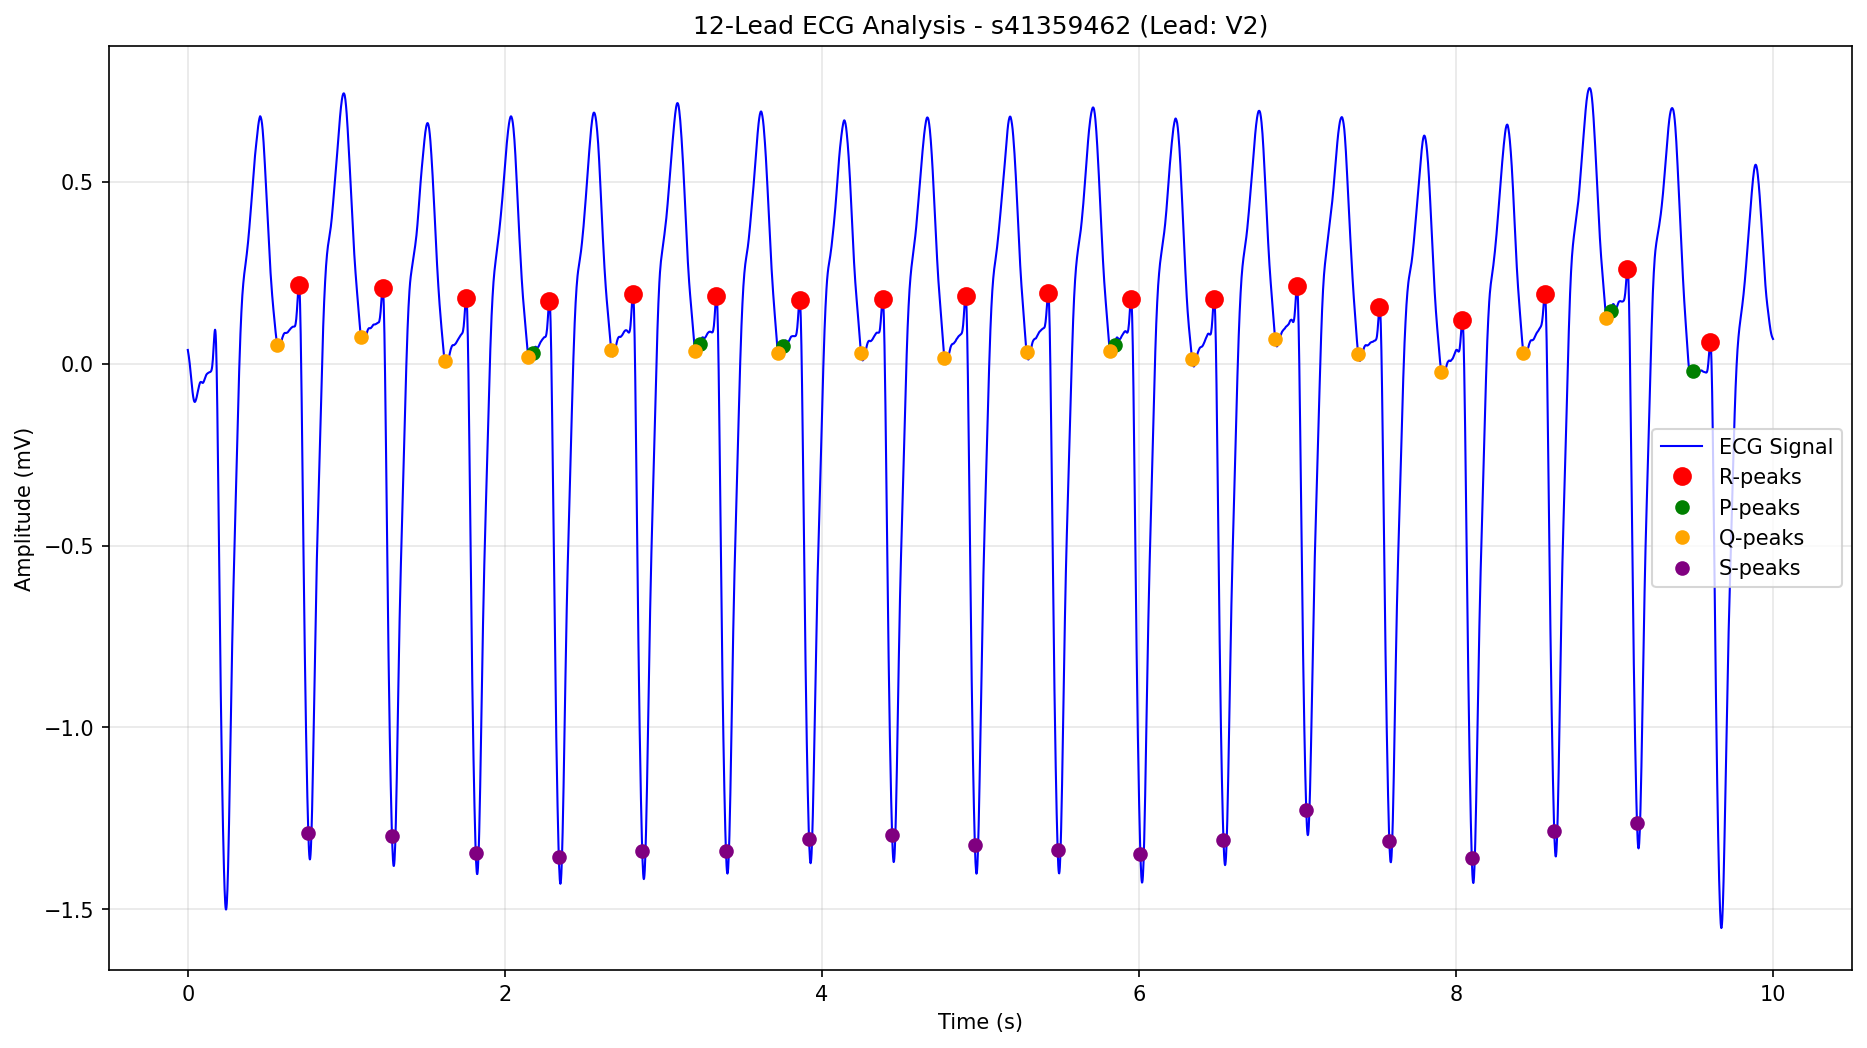 12-Lead ECG Analysis - s41359462 (Lead: V2)
Amplitude (mV)
0.5
0.0
−0.5
−1.0
−1.5
ECG Signal
R-peaks
P-peaks
Q-peaks
S-peaks
0 2 4 6 8 10
Time (s)